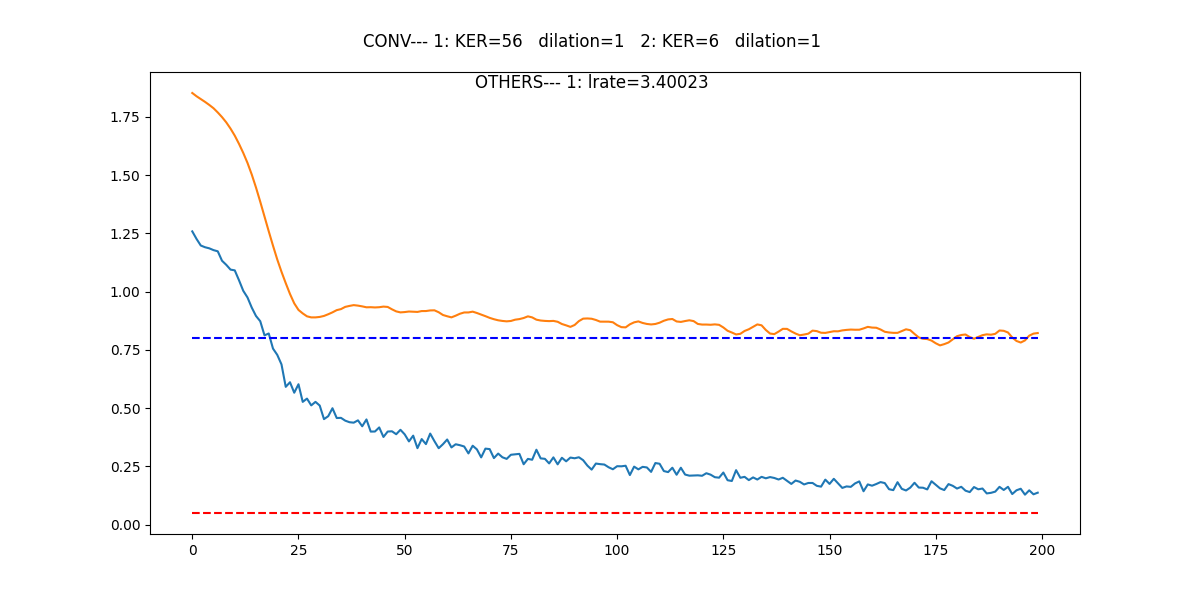 CONV--- 1: KER=56   dilation=1   2: KER=6   dilation=1
OTHERS--- 1: lrate=3.40023
1.75
1.50
1.25
1.00
0.75
0.50
0.25
0.00
0 25 50 75 100 125 150 175 200